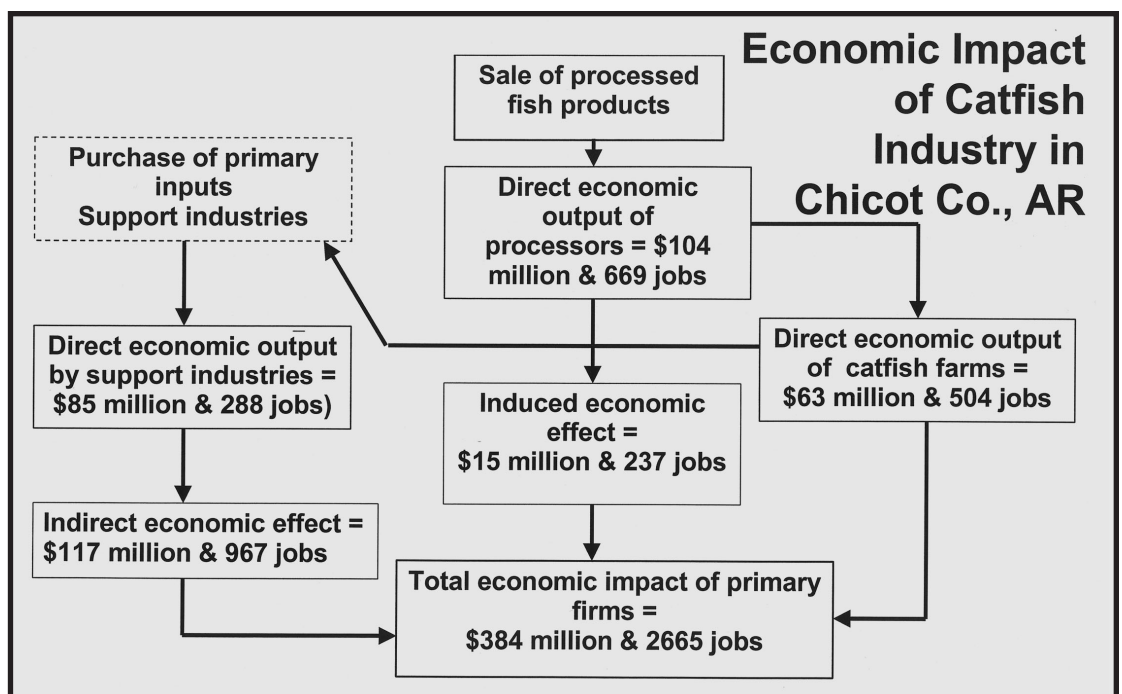 Economic Impact
of Catfish
Industry in
Chicot Co., AR
Sale of processed
fish products
Purchase of primary
inputs
Support industries
Direct economic
output of
processors = $104
million & 669 jobs
Direct economic output
by support industries =
$85 million & 288 jobs)
Direct economic output
of catfish farms =
$63 million & 504 jobs
Induced economic
effect =
$15 million & 237 jobs
Indirect economic effect =
$117 million & 967 jobs
Total economic impact of primary
firms =
$384 million & 2665 jobs